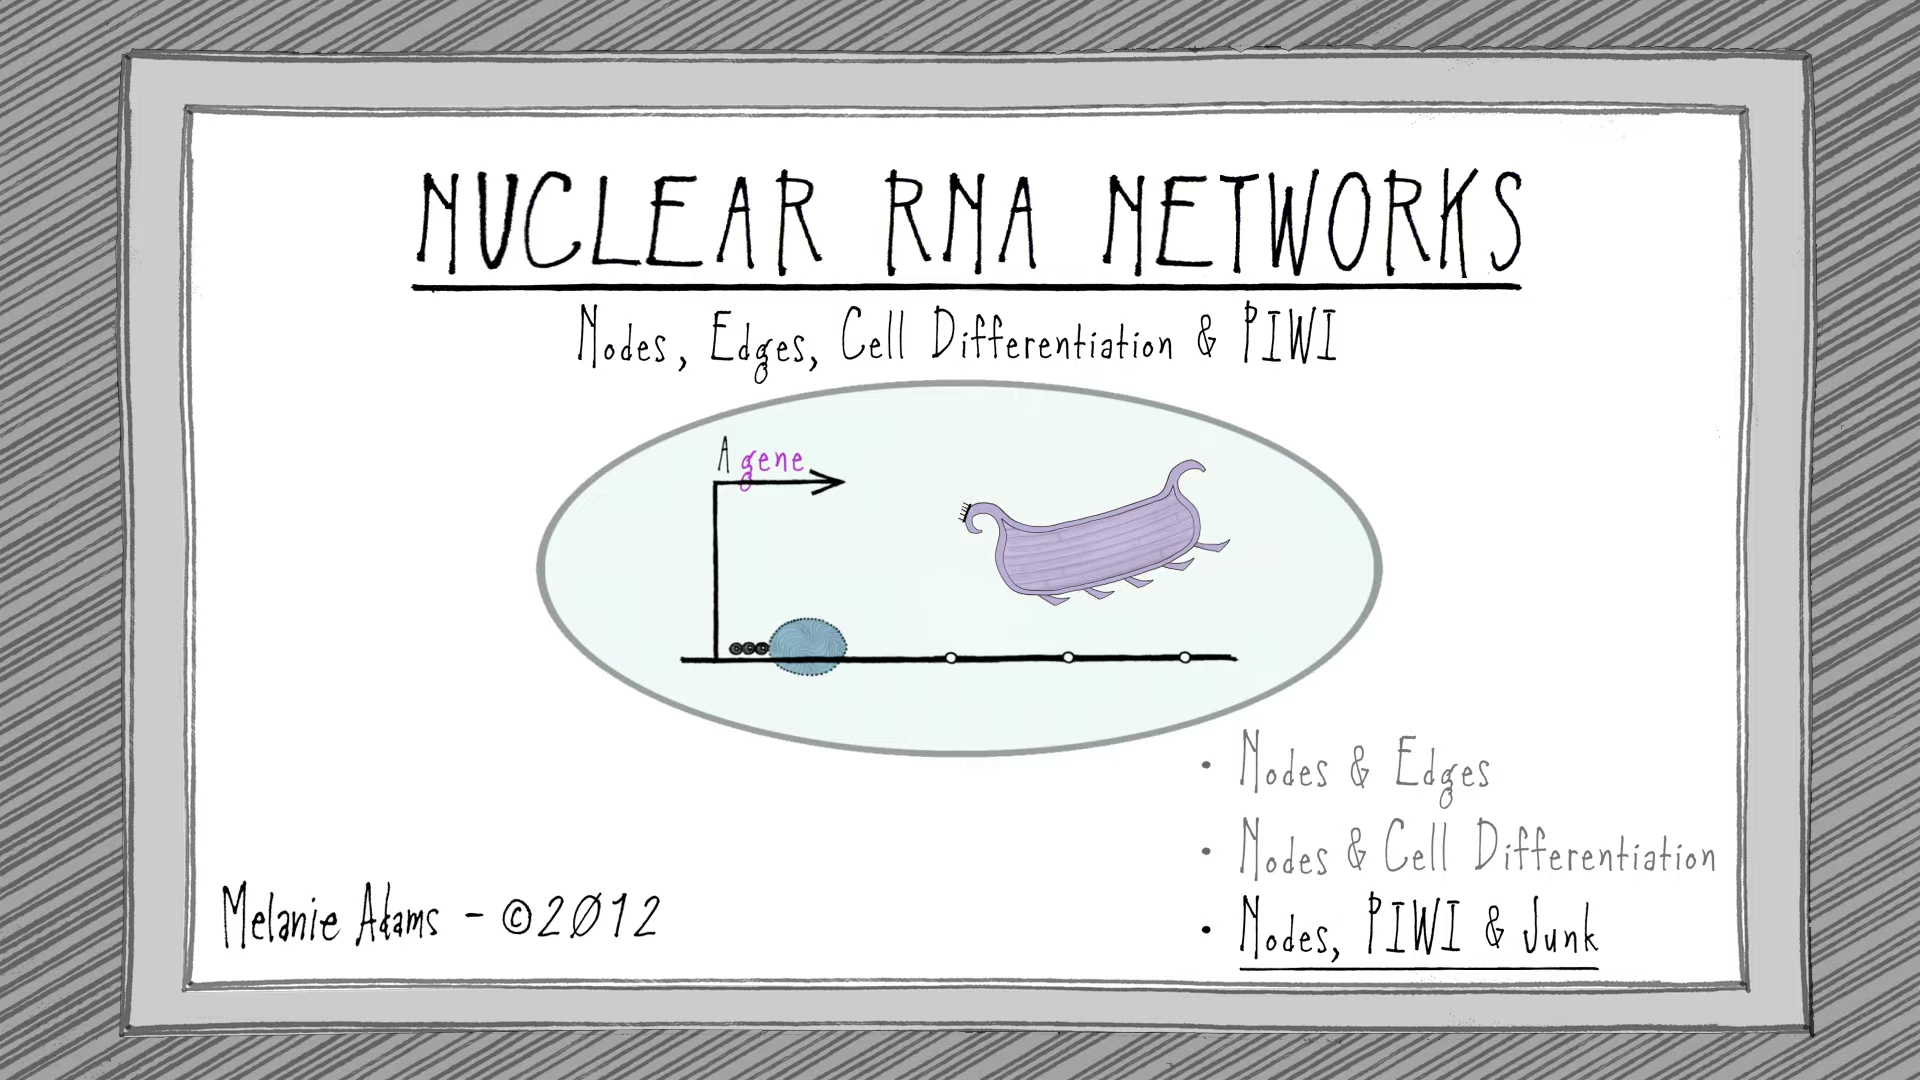 NUCLEAR RNA NETWORKS
Nodes, Edges, Cell Differentiation & PIWI
A gene
• Nodes & Edges
• Nodes & Cell Differentiation
• Nodes, PIWI & Junk
Melanie Adams - ©2012